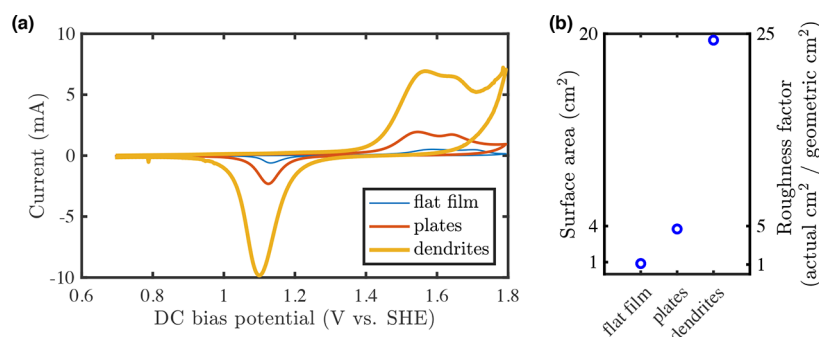 (a)
10
5
0
-5
-10
Current (mA)
flat film
plates
dendrites
0.6 0.8 1 1.2 1.4 1.6 1.8
DC bias potential (V vs. SHE)
(b)
20
4
1
Surface area (cm²)
25
5
1
Roughness factor
(actual cm² / geometric cm²)
flat film
plates
dendrites